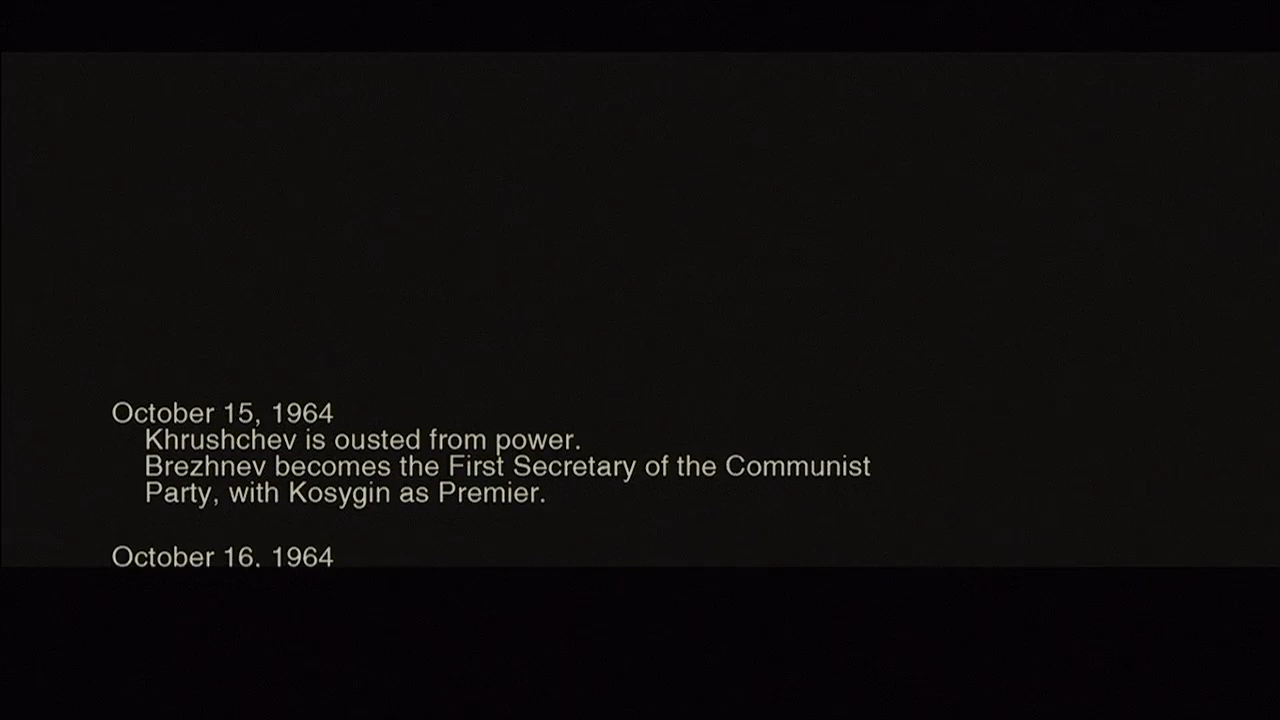 October 15, 1964
Khrushchev is ousted from power.
Brezhnev becomes the First Secretary of the Communist
Party, with Kosygin as Premier.
October 16, 1964